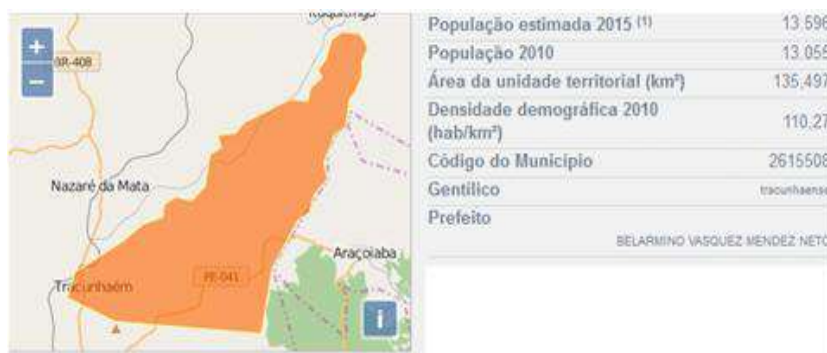 Itaquitinga
+
−
BR-408
Nazaré da Mata
Araçoiaba
PE-041
Tracunhaém
i
População estimada 2015 (1) 13.596
População 2010 13.055
Área da unidade territorial (km²) 135,497
Densidade demográfica 2010
(hab/km²) 110,27
Código do Município 2615508
Gentílico tracunhaense
Prefeito
BELARMINO VASQUEZ MENDEZ NETO